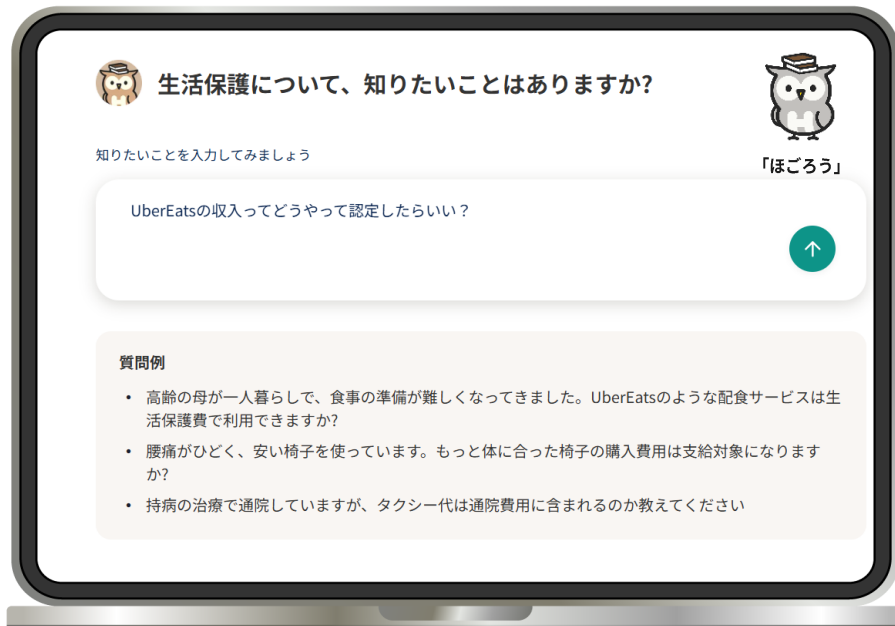 生活保護について、知りたいことはありますか?
「ほごろう」
知りたいことを入力してみましょう
UberEatsの収入ってどうやって認定したらいい？
質問例
• 高齢の母が一人暮らしで、食事の準備が難しくなってきました。UberEatsのような配食サービスは生
活保護費で利用できますか?
• 腰痛がひどく、安い椅子を使っています。もっと体に合った椅子の購入費用は支給対象になります
か?
• 持病の治療で通院していますが、タクシー代は通院費用に含まれるのか教えてください